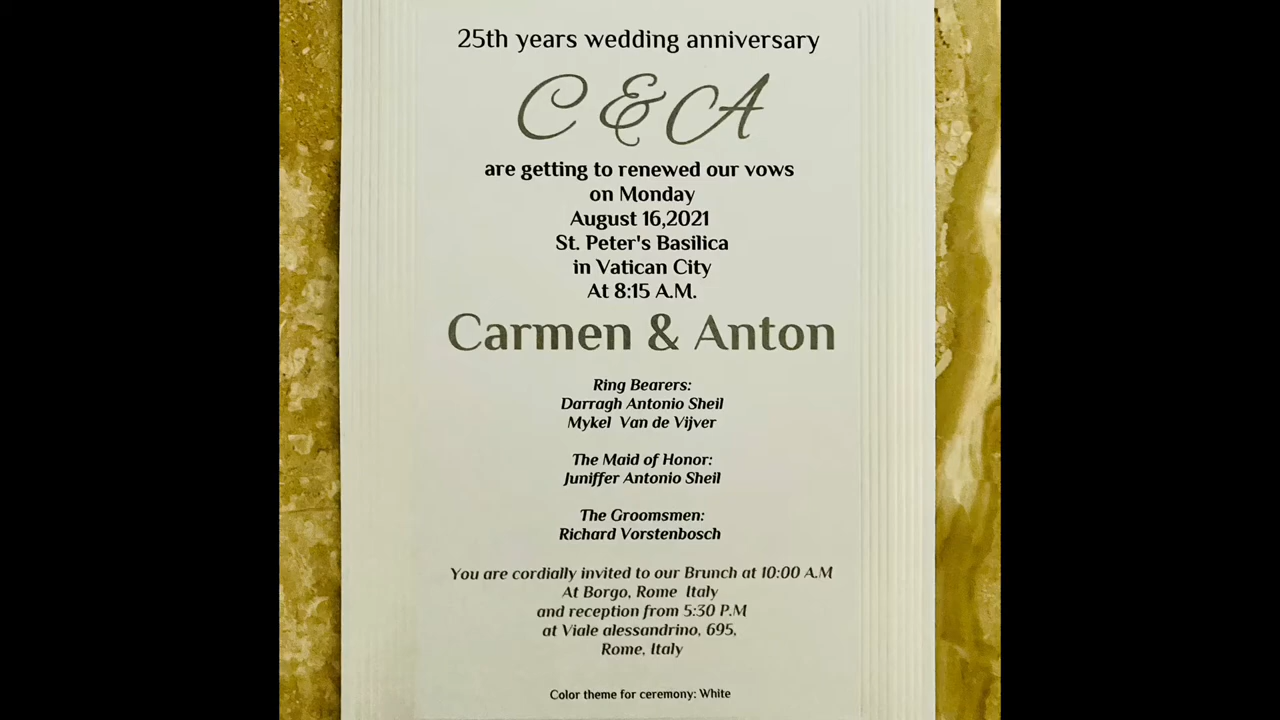 25th years wedding anniversary
C & A
are getting to renewed our vows
on Monday
August 16,2021
St. Peter's Basilica
in Vatican City
At 8:15 A.M.
Carmen & Anton
Ring Bearers:
Darragh Antonio Sheil
Mykel Van de Vijver
The Maid of Honor:
Juniffer Antonio Sheil
The Groomsmen:
Richard Vorstenbosch
You are cordially invited to our Brunch at 10:00 A.M
At Borgo, Rome Italy
and reception from 5:30 P.M
at Viale alessandrino, 695,
Rome, Italy
Color theme for ceremony: White